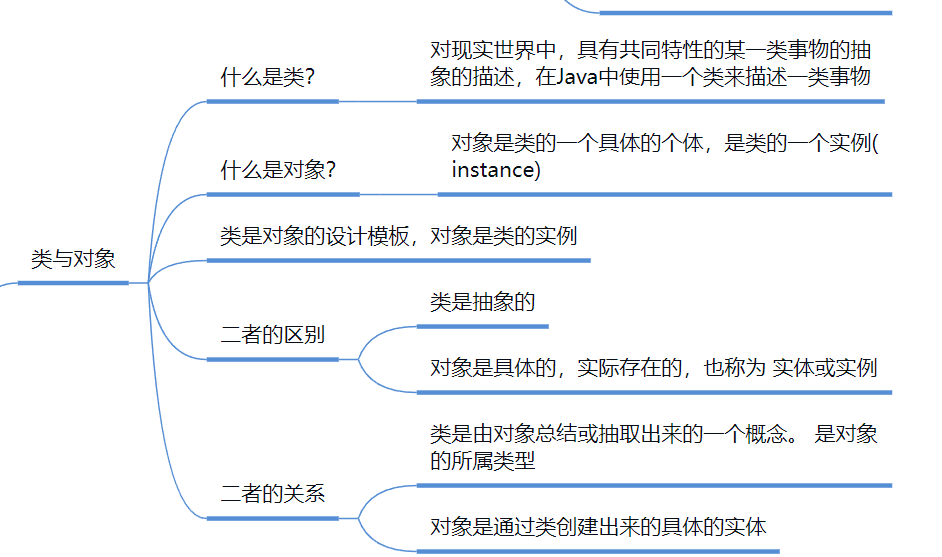 对现实世界中，具有共同特性的某一类事物的抽
象的描述，在Java中使用一个类来描述一类事物
什么是类？
对象是类的一个具体的个体，是类的一个实例(
instance)
什么是对象？
类是对象的设计模板，对象是类的实例
类与对象
类是抽象的
二者的区别
对象是具体的，实际存在的，也称为 实体或实例
类是由对象总结或抽取出来的一个概念。 是对象
的所属类型
二者的关系
对象是通过类创建出来的具体的实体